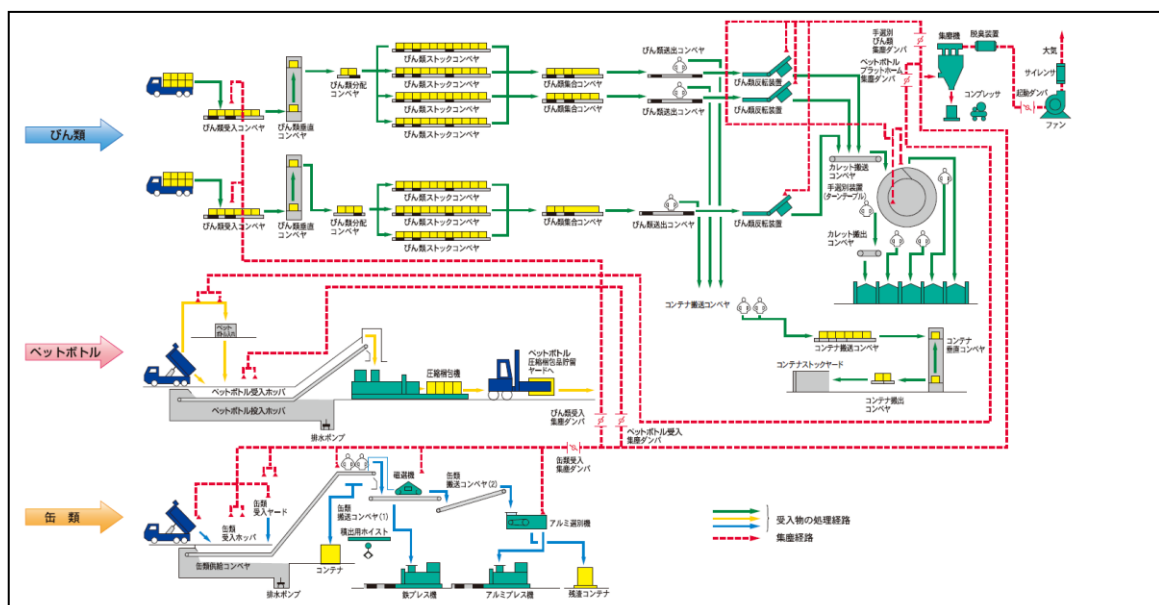 びん類
びん類受入コンベヤ
びん類垂直
コンベヤ
びん類分配
コンベヤ
びん類ストックコンベヤ
びん類ストックコンベヤ
びん類ストックコンベヤ
びん類ストックコンベヤ
びん類集合コンベヤ
びん類集合コンベヤ
びん類送出コンベヤ
びん類送出コンベヤ
びん類反転装置
びん類反転装置
手選別
びん類
集塵ダンパ
ペットボトル
プラットホーム
集塵ダンパ
集塵機
脱臭装置
大気
サイレンサ
コンプレッサ
起動ダンパ
ファン
びん類受入コンベヤ
びん類垂直
コンベヤ
びん類分配
コンベヤ
びん類ストックコンベヤ
びん類ストックコンベヤ
びん類ストックコンベヤ
びん類集合コンベヤ
びん類送出コンベヤ
びん類反転装置
カレット搬送
コンベヤ
手選別装置
(ターンテーブル)
カレット搬出
コンベヤ
コンテナ搬送コンベヤ
コンテナ搬送コンベヤ
コンテナ
垂直コンベヤ
コンテナストックヤード
コンテナ搬出
コンベヤ
ペットボトル
ペット
ボトル入れ
ペットボトル受入ホッパ
ペットボトル投入ホッパ
排水ポンプ
圧縮梱包機
ペットボトル
圧縮梱包品貯留
ヤードへ
びん類受入
集塵ダンパ
ペットボトル受入
集塵ダンパ
缶類受入
集塵ダンパ
缶類
缶類
受入ヤード
缶類
受入ホッパ
缶類供給コンベヤ
排水ポンプ
コンテナ
缶類
搬送コンベヤ(1)
積出用ホイスト
磁選機
缶類
搬送コンベヤ(2)
アルミ選別機
鉄プレス機
アルミプレス機
残渣コンテナ
受入物の処理経路
集塵経路